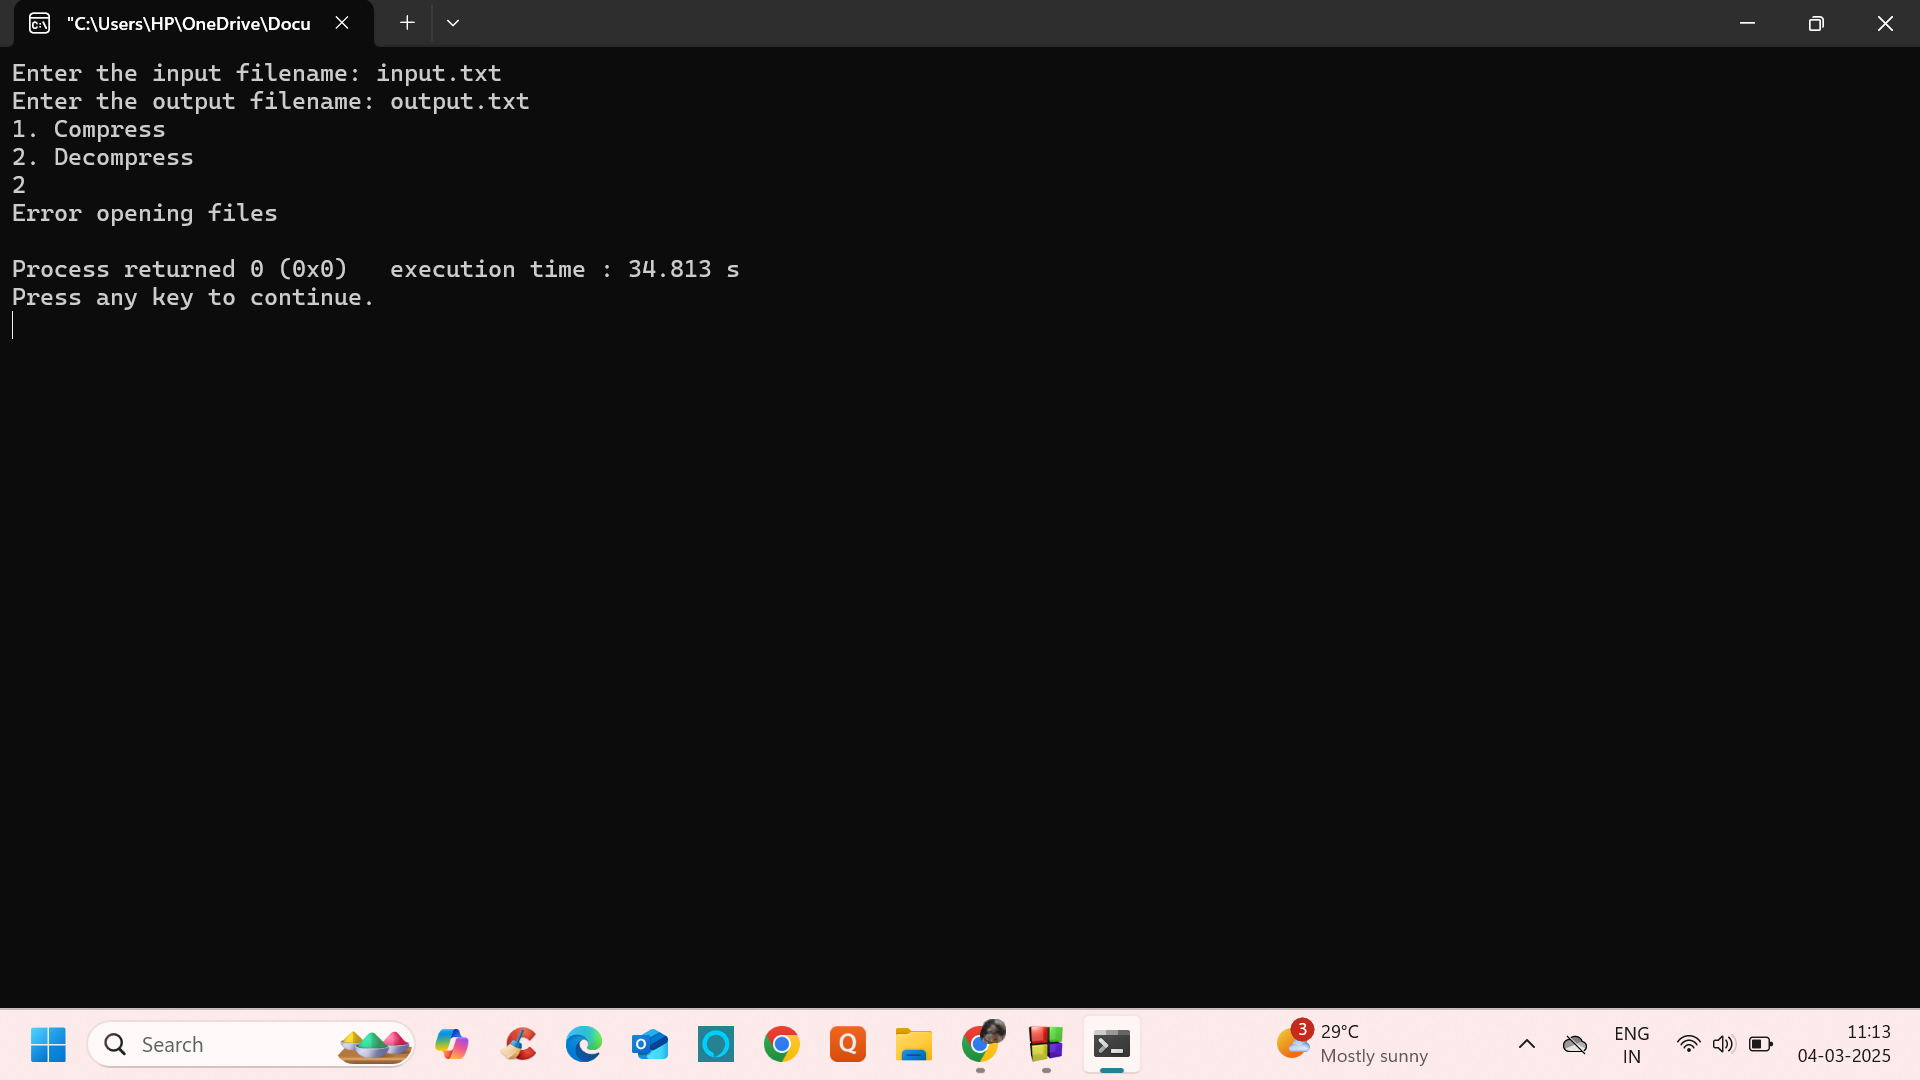 "C:\Users\HP\OneDrive\Docu
Enter the input filename: input.txt
Enter the output filename: output.txt
1. Compress
2. Decompress
2
Error opening files
Process returned 0 (0x0)   execution time : 34.813 s
Press any key to continue.
Search
3
29°C
Mostly sunny
ENG
IN
11:13
04-03-2025